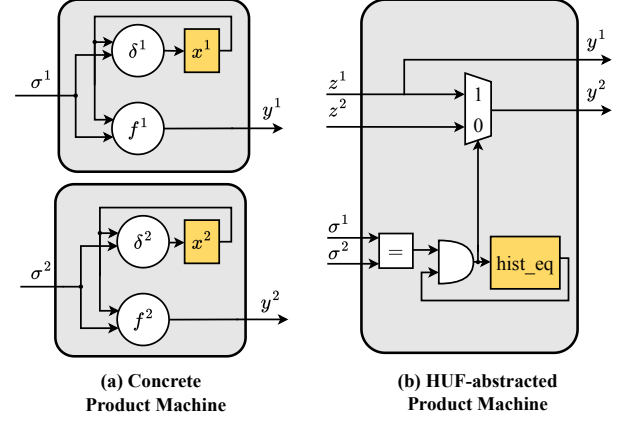 δ¹
x¹
σ¹
f¹
y¹
δ²
x²
σ²
f²
y²
(a) Concrete
Product Machine
y¹
z¹
1
y²
z²
0
σ¹
=
σ²
hist_eq
(b) HUF-abstracted
Product Machine